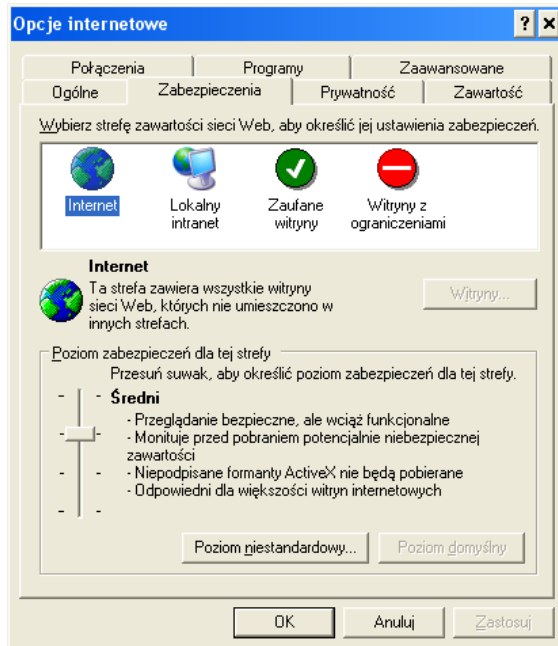 Opcje internetowe
Połączenia Programy Zaawansowane
Ogólne Zabezpieczenia Prywatność Zawartość
Wybierz strefę zawartości sieci Web, aby określić jej ustawienia zabezpieczeń.
Internet Lokalny intranet Zaufane witryny Witryny z ograniczeniami
Internet
Ta strefa zawiera wszystkie witryny
sieci Web, których nie umieszczono w
innych strefach.
Witryny...
Poziom zabezpieczeń dla tej strefy
Przesuń suwak, aby określić poziom zabezpieczeń dla tej strefy.
Średni
- Przeglądanie bezpieczne, ale wciąż funkcjonalne
- Monituje przed pobraniem potencjalnie niebezpiecznej
zawartości
- Niepodpisane formanty ActiveX nie będą pobierane
- Odpowiedni dla większości witryn internetowych
Poziom niestandardowy... Poziom domyślny
OK Anuluj Zastosuj